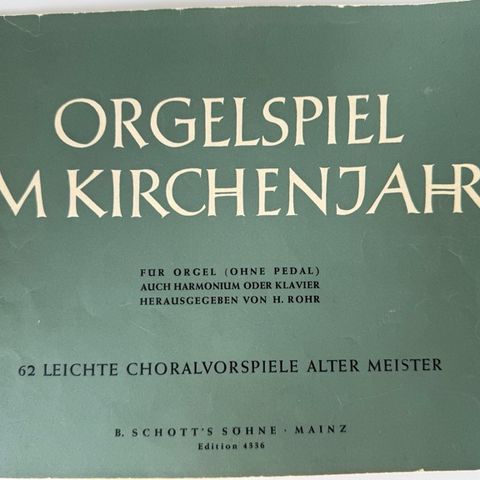 ORGELSPIEL
M KIRCHENJAHR
FÜR ORGEL (OHNE PEDAL)
AUCH HARMONIUM ODER KLAVIER
HERAUSGEGEBEN VON H. ROHR
62 LEICHTE CHORALVORSPIELE ALTER MEISTER
B. SCHOTT'S SÖHNE · MAINZ
Edition 4336